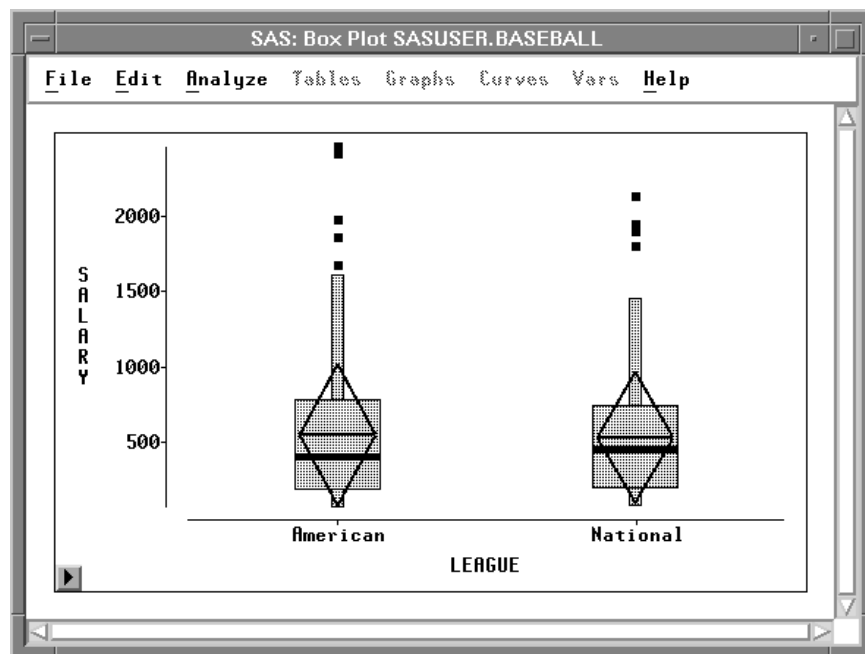 SAS: Box Plot SASUSER.BASEBALL
File Edit Analyze Tables Graphs Curves Vars Help
2000
1500
1000
500
SALARY
American National
LEAGUE